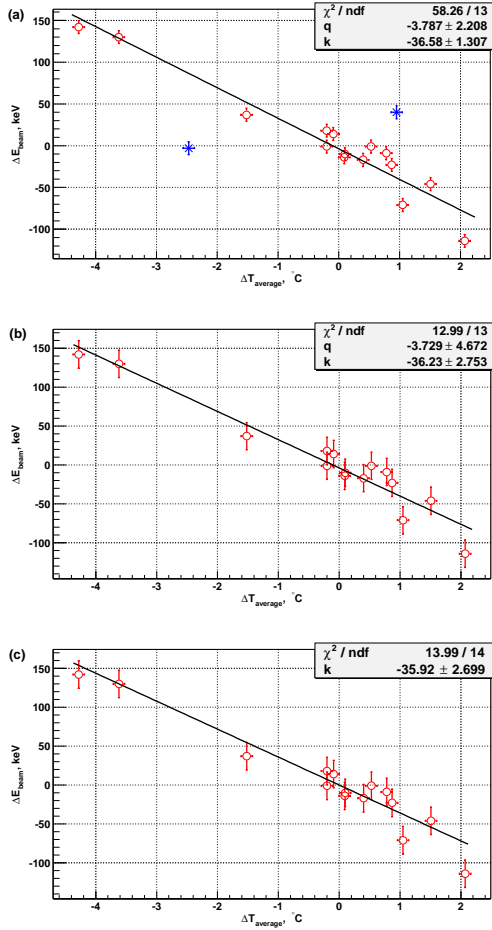 (a)
χ² / ndf 58.26 / 13
q -3.787 ± 2.208
k -36.58 ± 1.307
ΔE_beam, keV
150
100
50
0
-50
-100
-4 -3 -2 -1 0 1 2
ΔT_average, °C
(b)
χ² / ndf 12.99 / 13
q -3.729 ± 4.672
k -36.23 ± 2.753
ΔE_beam, keV
150
100
50
0
-50
-100
-4 -3 -2 -1 0 1 2
ΔT_average, °C
(c)
χ² / ndf 13.99 / 14
k -35.92 ± 2.699
ΔE_beam, keV
150
100
50
0
-50
-100
-4 -3 -2 -1 0 1 2
ΔT_average, °C